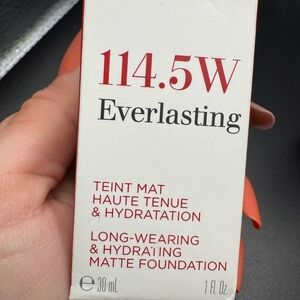 114.5W
Everlasting
TEINT MAT
HAUTE TENUE
& HYDRATATION
LONG-WEARING
& HYDRATING
MATTE FOUNDATION
℮ 30 mL 1 Fl. Oz.